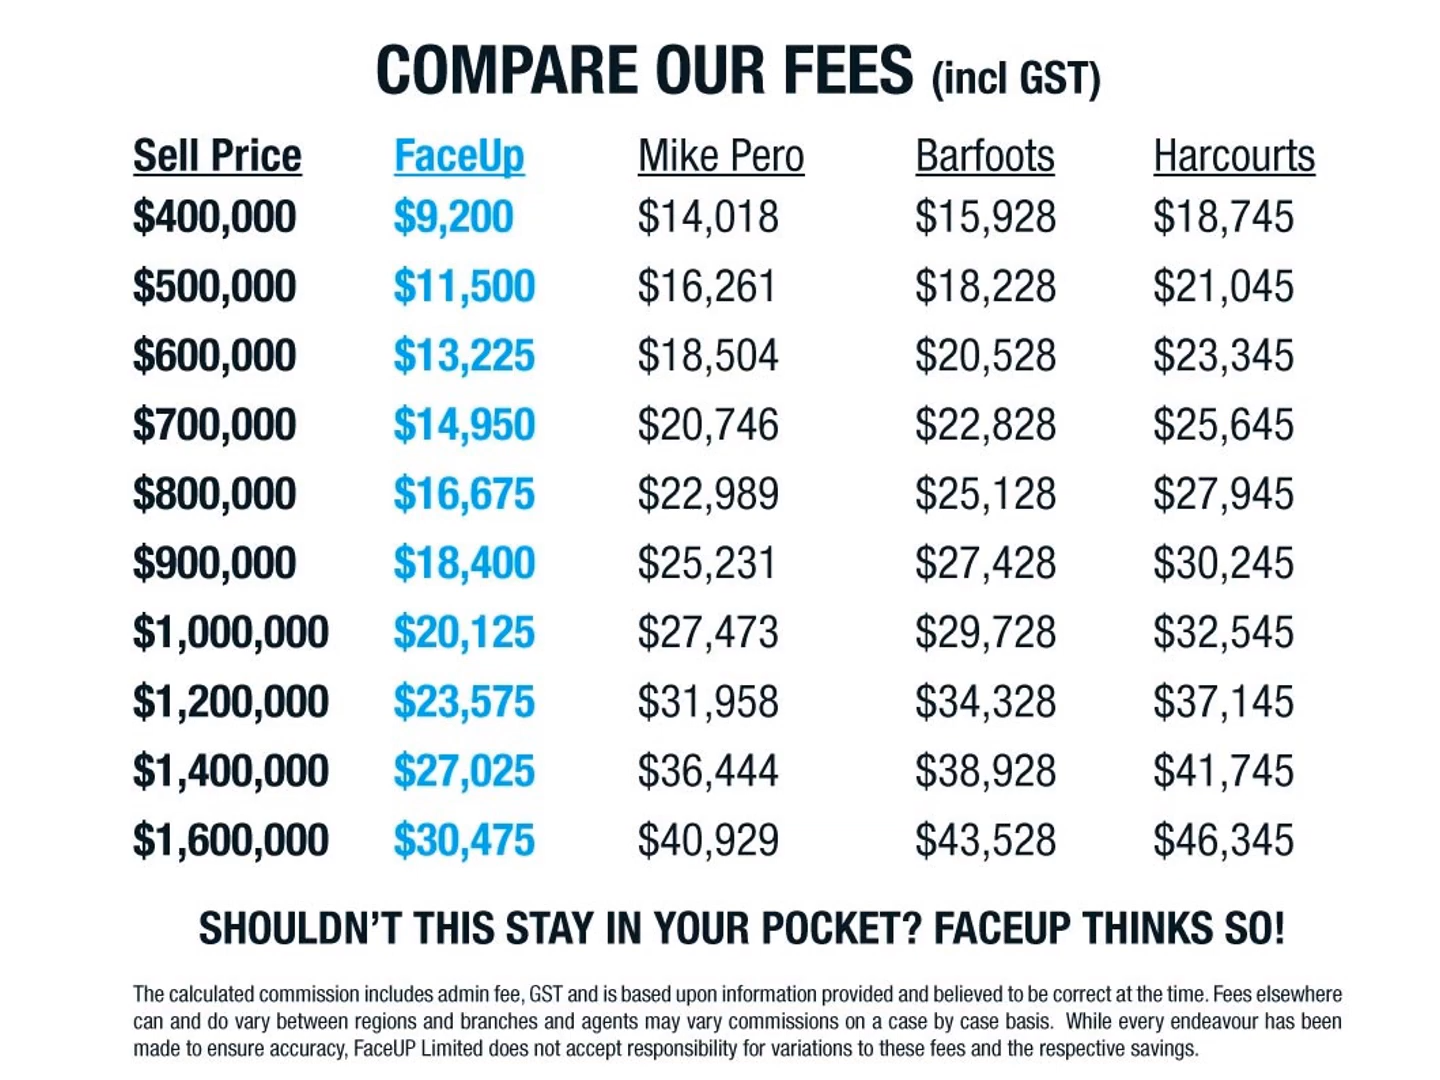 COMPARE OUR FEES (incl GST)
Sell Price FaceUp Mike Pero Barfoots Harcourts
$400,000 $9,200 $14,018 $15,928 $18,745
$500,000 $11,500 $16,261 $18,228 $21,045
$600,000 $13,225 $18,504 $20,528 $23,345
$700,000 $14,950 $20,746 $22,828 $25,645
$800,000 $16,675 $22,989 $25,128 $27,945
$900,000 $18,400 $25,231 $27,428 $30,245
$1,000,000 $20,125 $27,473 $29,728 $32,545
$1,200,000 $23,575 $31,958 $34,328 $37,145
$1,400,000 $27,025 $36,444 $38,928 $41,745
$1,600,000 $30,475 $40,929 $43,528 $46,345
SHOULDN'T THIS STAY IN YOUR POCKET? FACEUP THINKS SO!
The calculated commission includes admin fee, GST and is based upon information provided and believed to be correct at the time. Fees elsewhere
can and do vary between regions and branches and agents may vary commissions on a case by case basis. While every endeavour has been
made to ensure accuracy, FaceUP Limited does not accept responsibility for variations to these fees and the respective savings.